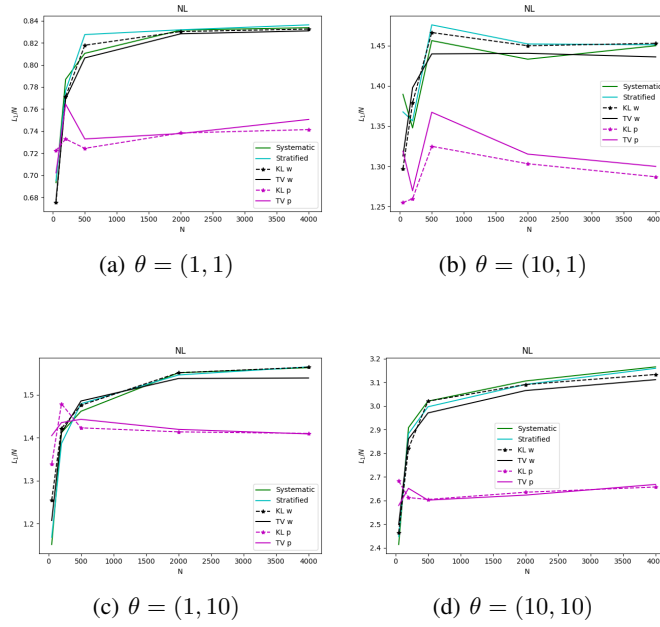 NL
0.84
0.82
0.80
0.78
0.76
0.74
0.72
0.70
0.68
L₁/N
Systematic
Stratified
KL w
TV w
KL p
TV p
0 500 1000 1500 2000 2500 3000 3500 4000
N
(a) θ = (1, 1)
NL
1.45
1.40
1.35
1.30
1.25
L₁/N
Systematic
Stratified
KL w
TV w
KL p
TV p
0 500 1000 1500 2000 2500 3000 3500 4000
N
(b) θ = (10, 1)
NL
1.5
1.4
1.3
1.2
L₁/N
Systematic
Stratified
KL w
TV w
KL p
TV p
0 500 1000 1500 2000 2500 3000 3500 4000
N
(c) θ = (1, 10)
NL
3.2
3.1
3.0
2.9
2.8
2.7
2.6
2.5
2.4
L₁/N
Systematic
Stratified
KL w
TV w
KL p
TV p
0 500 1000 1500 2000 2500 3000 3500 4000
N
(d) θ = (10, 10)